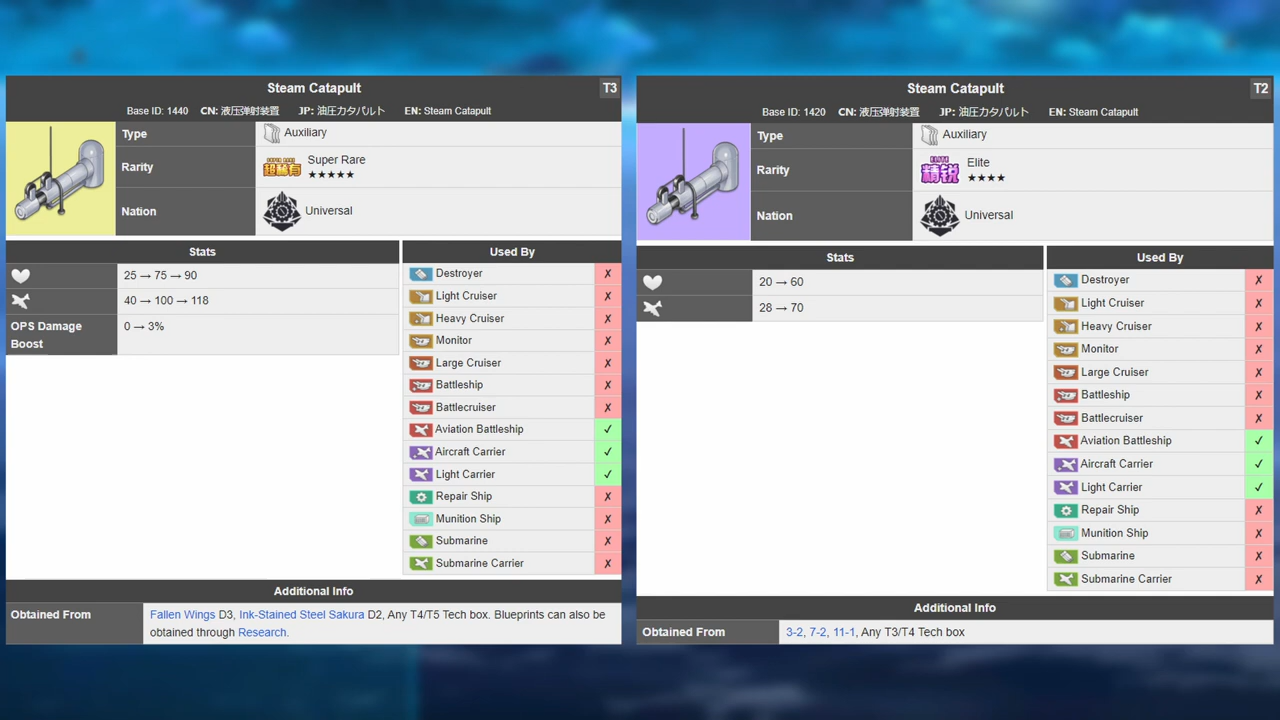 Steam Catapult T3
Base ID: 1440 CN: 液压弹射装置 JP: 油圧カタパルト EN: Steam Catapult
Type Auxiliary
Rarity SUPER RARE 超稀有 Super Rare
★★★★★
Nation Universal
Stats
25 → 75 → 90
40 → 100 → 118
OPS Damage Boost 0 → 3%
Used By
Destroyer ✗
Light Cruiser ✗
Heavy Cruiser ✗
Monitor ✗
Large Cruiser ✗
Battleship ✗
Battlecruiser ✗
Aviation Battleship ✓
Aircraft Carrier ✓
Light Carrier ✓
Repair Ship ✗
Munition Ship ✗
Submarine ✗
Submarine Carrier ✗
Additional Info
Obtained From Fallen Wings D3, Ink-Stained Steel Sakura D2, Any T4/T5 Tech box. Blueprints can also be
obtained through Research.
Steam Catapult T2
Base ID: 1420 CN: 液压弹射装置 JP: 油圧カタパルト EN: Steam Catapult
Type Auxiliary
Rarity ELITE 精锐 Elite
★★★★
Nation Universal
Stats
20 → 60
28 → 70
Used By
Destroyer ✗
Light Cruiser ✗
Heavy Cruiser ✗
Monitor ✗
Large Cruiser ✗
Battleship ✗
Battlecruiser ✗
Aviation Battleship ✓
Aircraft Carrier ✓
Light Carrier ✓
Repair Ship ✗
Munition Ship ✗
Submarine ✗
Submarine Carrier ✗
Additional Info
Obtained From 3-2, 7-2, 11-1, Any T3/T4 Tech box